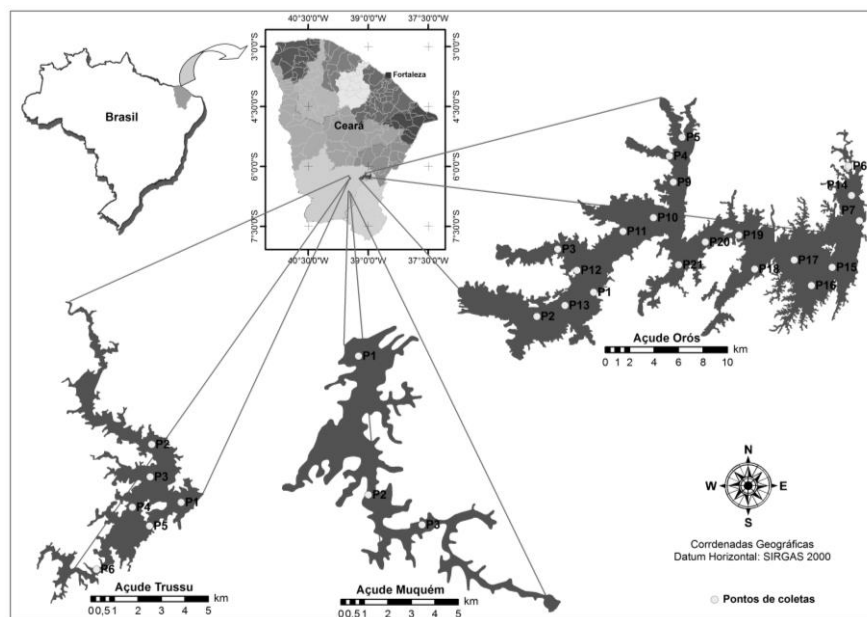 40°30'0"W 39°0'0"W 37°30'0"W
3°0'0"S
4°30'0"S
6°0'0"S
7°30'0"S
3°0'0"S
4°30'0"S
6°0'0"S
7°30'0"S
40°30'0"W 39°0'0"W 37°30'0"W
Brasil
Fortaleza
Ceará
P5
P4
P9
P10
P11
P3
P12
P1
P13
P2
P20
P19
P21
P18
P17
P16
P15
P7
P14
P6
Açude Orós
0 1 2 4 6 8 10
km
P2
P3
P4
P1
P5
P6
Açude Trussu
0 0,5 1 2 3 4 5
km
P1
P2
P3
Açude Muquém
0 0,5 1 2 3 4 5
km
N
W E
S
Corrdenadas Geográficas
Datum Horizontal: SIRGAS 2000
Pontos de coletas